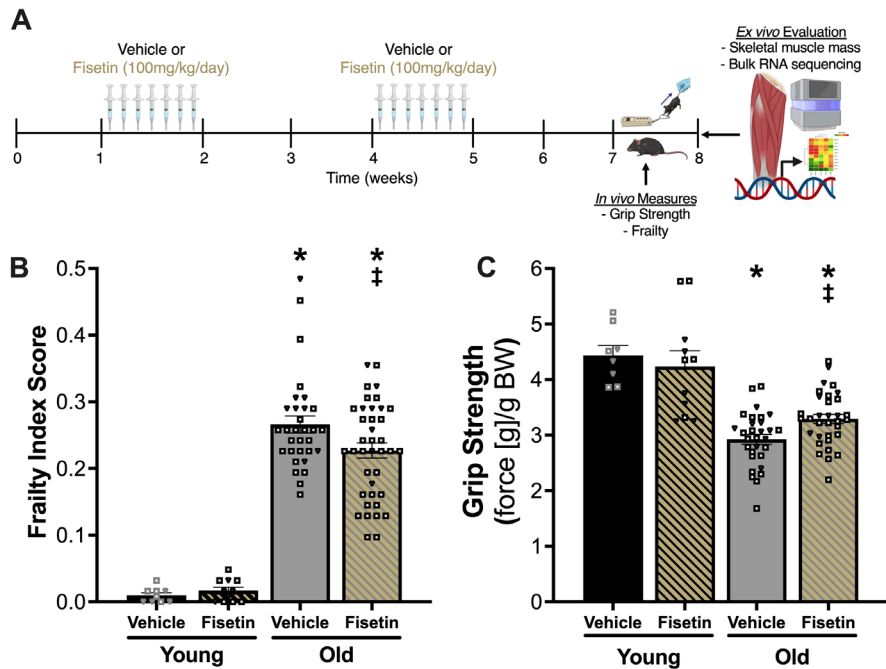 A
Vehicle or
Fisetin (100mg/kg/day)
Vehicle or
Fisetin (100mg/kg/day)
Ex vivo Evaluation
- Skeletal muscle mass
- Bulk RNA sequencing
0 1 2 3 4 5 6 7 8
Time (weeks)
In vivo Measures
- Grip Strength
- Frailty
B
Frailty Index Score
0.5
0.4
0.3
0.2
0.1
0.0
*
*
‡
Vehicle Fisetin Vehicle Fisetin
Young Old
C
Grip Strength
(force [g]/g BW)
6
5
4
3
2
1
0
*
*
‡
Vehicle Fisetin Vehicle Fisetin
Young Old